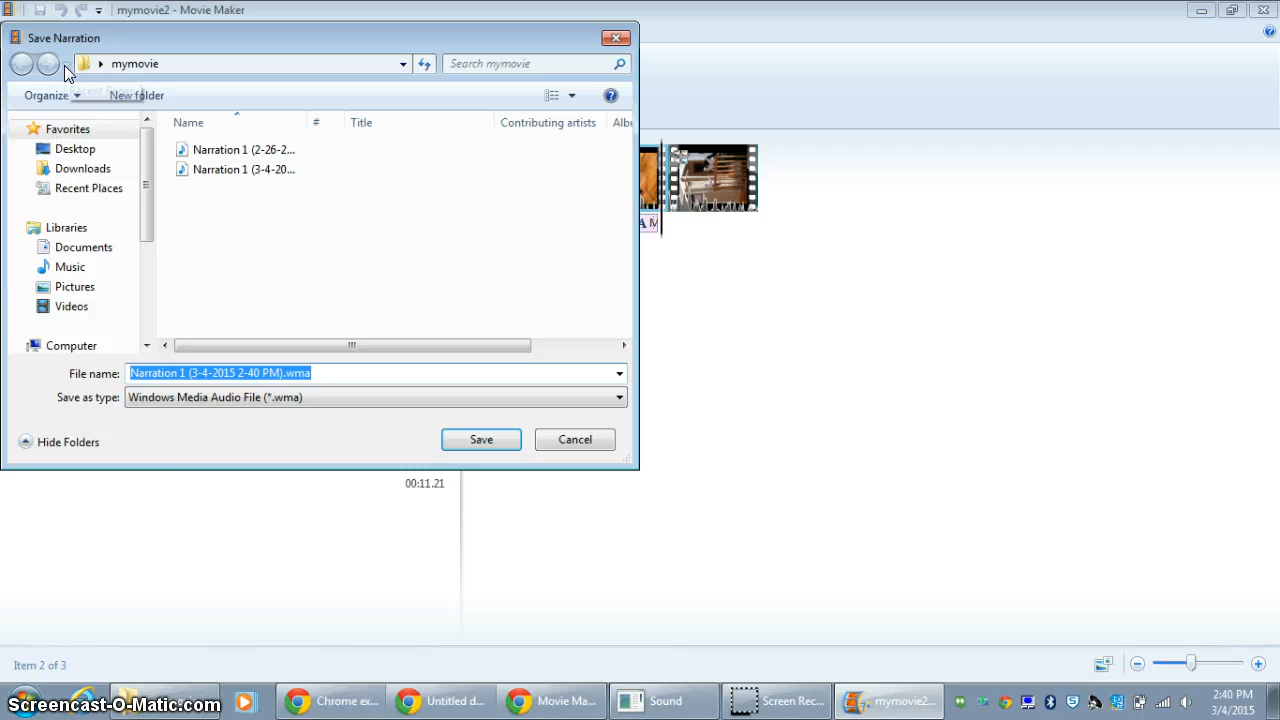 mymovie2 - Movie Maker
Save Narration
mymovie
Search mymovie
Organize
New folder
Favorites
Desktop
Downloads
Recent Places
Libraries
Documents
Music
Pictures
Videos
Computer
Name
#
Title
Contributing artists
Albu
Narration 1 (2-26-2...
Narration 1 (3-4-20...
File name:
Narration 1 (3-4-2015 2-40 PM).wma
Save as type:
Windows Media Audio File (*.wma)
Hide Folders
Save
Cancel
00:11.21
Item 2 of 3
Screencast-O-Matic.com
Chrome ex...
Untitled d...
Movie Ma...
Sound
Screen Rec...
mymovie2...
2:40 PM
3/4/2015